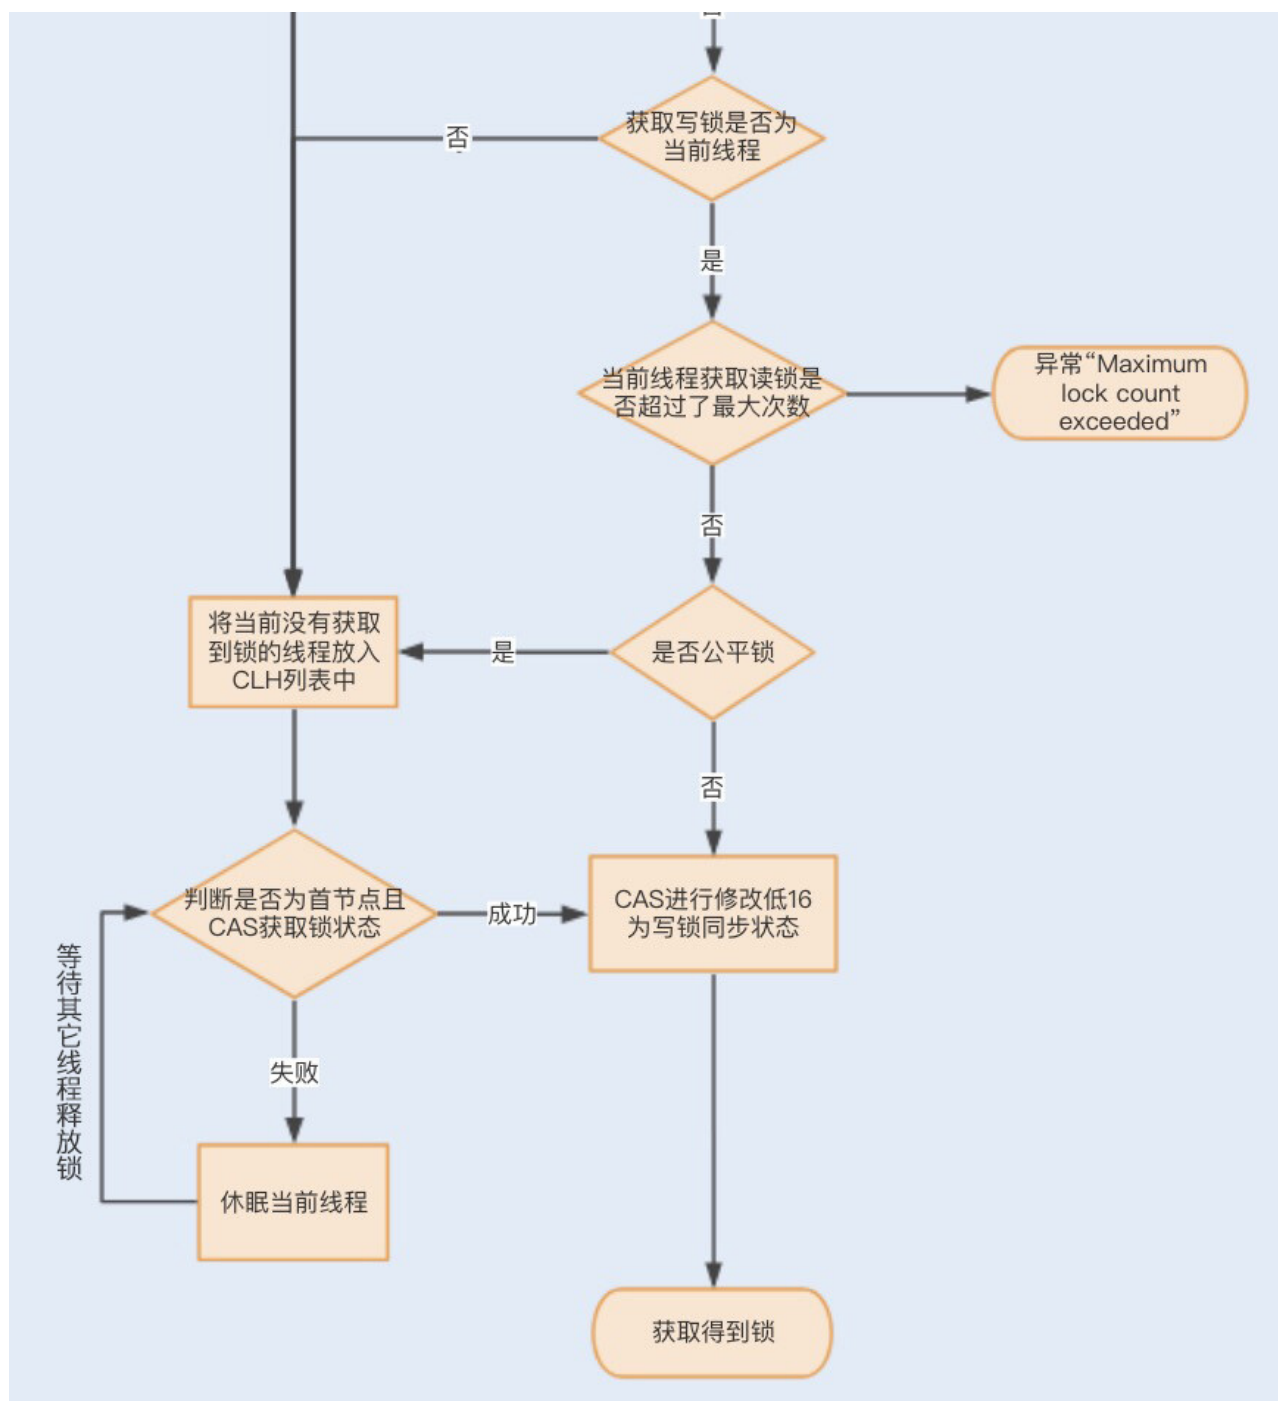 获取写锁是否为
当前线程
否
是
当前线程获取读锁是
否超过了最大次数
异常“Maximum
lock count
exceeded”
否
将当前没有获取
到锁的线程放入
CLH列表中
是
是否公平锁
否
判断是否为首节点且
CAS获取锁状态
成功
CAS进行修改低16
为写锁同步状态
等待其它线程释放锁
失败
休眠当前线程
获取得到锁